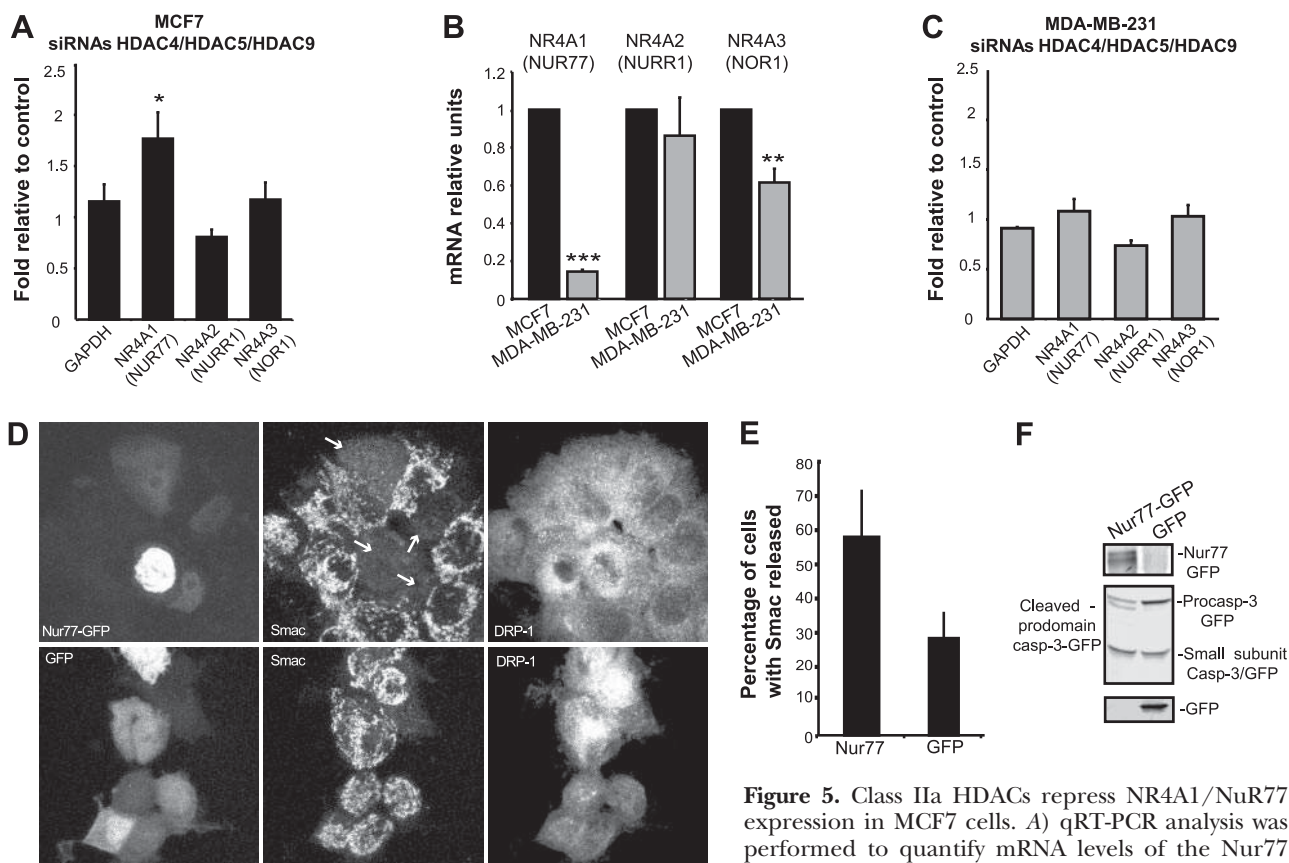 A
MCF7
siRNAs HDAC4/HDAC5/HDAC9
Fold relative to control
2.5
2
1.5
1
0.5
0
GAPDH
NR4A1
(NUR77)
NR4A2
(NURR1)
NR4A3
(NOR1)
*
B
NR4A1
(NUR77)
NR4A2
(NURR1)
NR4A3
(NOR1)
mRNA relative units
1.2
1
0.8
0.6
0.4
0.2
0
***
**
MCF7
MDA-MB-231
MCF7
MDA-MB-231
MCF7
MDA-MB-231
C
MDA-MB-231
siRNAs HDAC4/HDAC5/HDAC9
Fold relative to control
2.5
2
1.5
1
0.5
0
GAPDH
NR4A1
(NUR77)
NR4A2
(NURR1)
NR4A3
(NOR1)
D
Nur77-GFP
Smac
DRP-1
GFP
Smac
DRP-1
E
Percentage of cells
with Smac released
80
70
60
50
40
30
20
10
0
Nur77
GFP
F
Nur77-GFP
GFP
-Nur77
GFP
Cleaved -
prodomain
casp-3-GFP
-Procasp-3
GFP
-Small subunit
Casp-3/GFP
-GFP
Figure 5. Class IIa HDACs repress NR4A1/NuR77
expression in MCF7 cells. A) qRT-PCR analysis was
performed to quantify mRNA levels of the Nur77